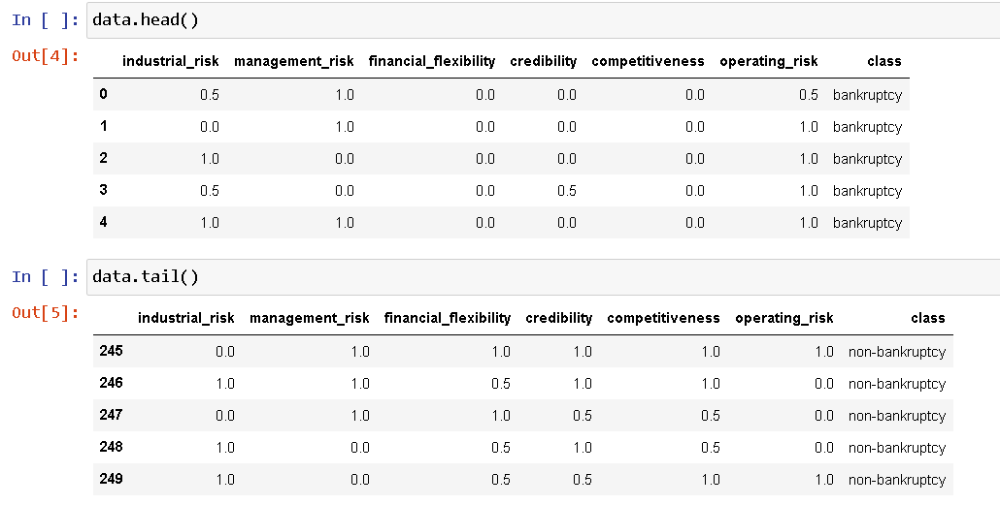 In [ ]: data.head()
Out[4]:
industrial_risk management_risk financial_flexibility credibility competitiveness operating_risk class
0 0.5 1.0 0.0 0.0 0.0 0.5 bankruptcy
1 0.0 1.0 0.0 0.0 0.0 1.0 bankruptcy
2 1.0 0.0 0.0 0.0 0.0 1.0 bankruptcy
3 0.5 0.0 0.0 0.5 0.0 1.0 bankruptcy
4 1.0 1.0 0.0 0.0 0.0 1.0 bankruptcy
In [ ]: data.tail()
Out[5]:
industrial_risk management_risk financial_flexibility credibility competitiveness operating_risk class
245 0.0 1.0 1.0 1.0 1.0 1.0 non-bankruptcy
246 1.0 1.0 0.5 1.0 1.0 0.0 non-bankruptcy
247 0.0 1.0 1.0 0.5 0.5 0.0 non-bankruptcy
248 1.0 0.0 0.5 1.0 0.5 0.0 non-bankruptcy
249 1.0 0.0 0.5 0.5 1.0 1.0 non-bankruptcy